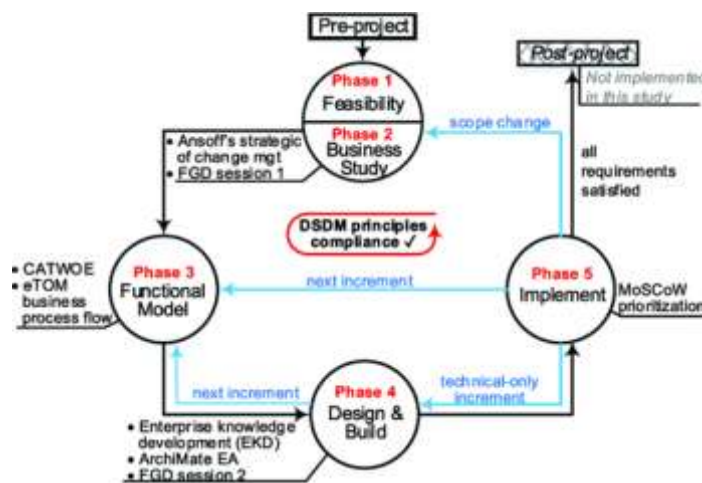 Pre-project
Post-project
Not implemented
in this study
Phase 1
Feasibility
Phase 2
Business
Study
scope change
• Ansoff's strategic
of change mgt
• FGD session 1
all
requirements
satisfied
DSDM principles
compliance ✓
• CATWOE
• eTOM
business
process flow
Phase 3
Functional
Model
next increment
Phase 5
Implement
MoSCoW
prioritization
next increment
Phase 4
Design &
Build
technical-only
increment
• Enterprise knowledge
development (EKD)
• ArchiMate EA
• FGD session 2